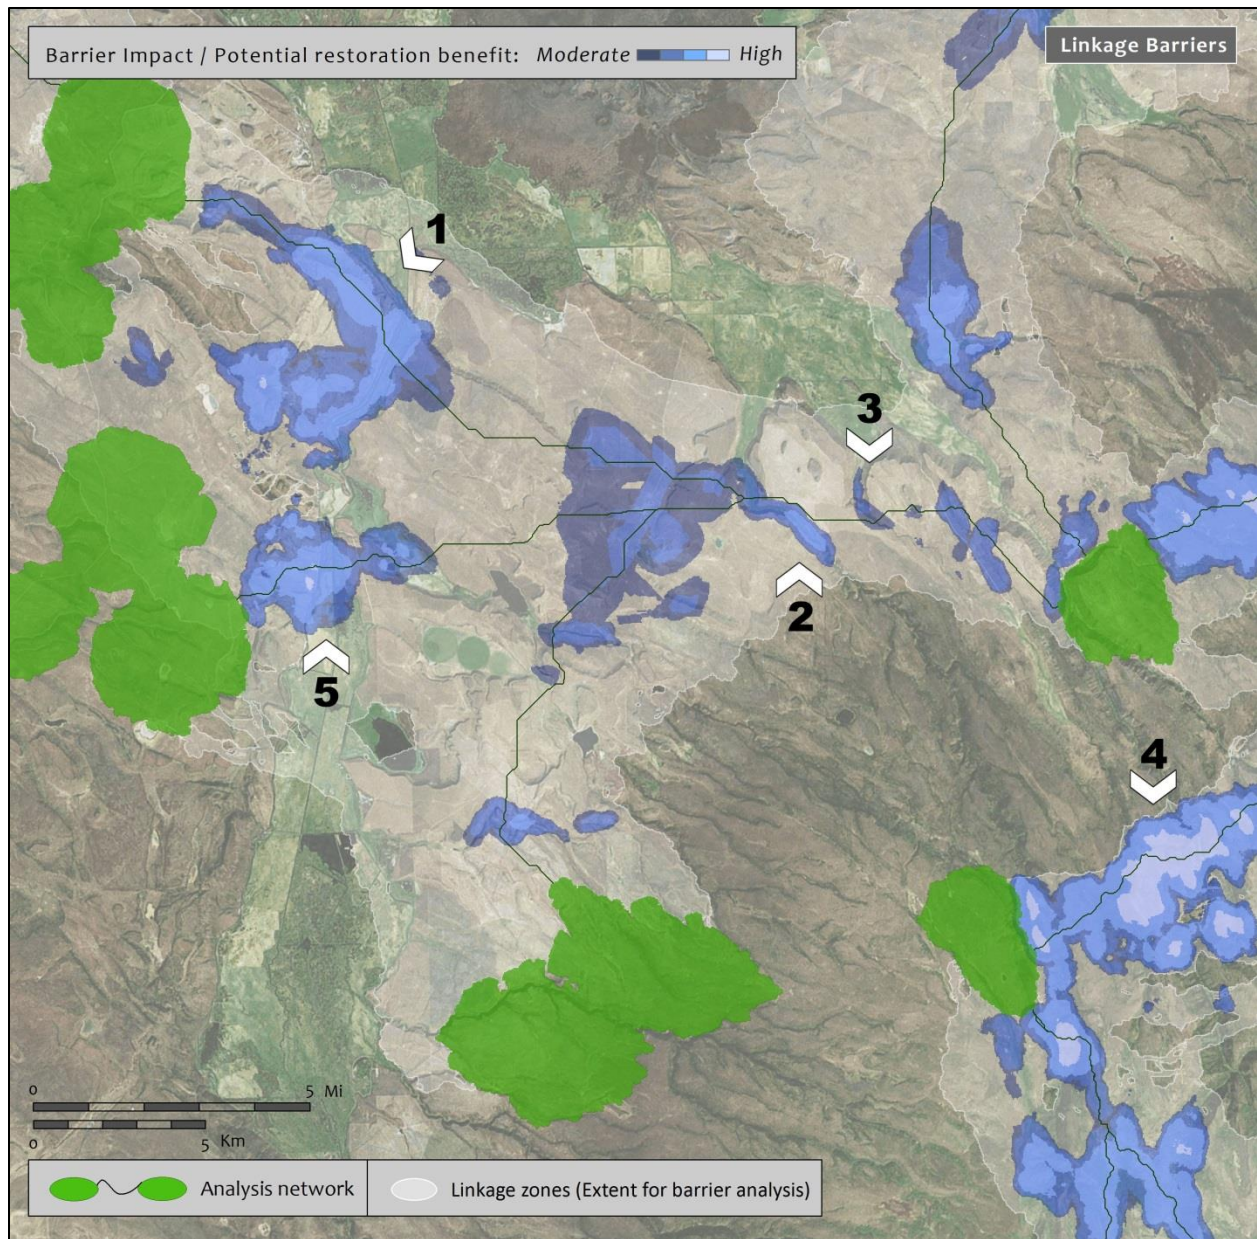 Barrier Impact / Potential restoration benefit: Moderate High
Linkage Barriers
1
3
2
5
4
0 5 Mi
0 5 Km
Analysis network
Linkage zones (Extent for barrier analysis)